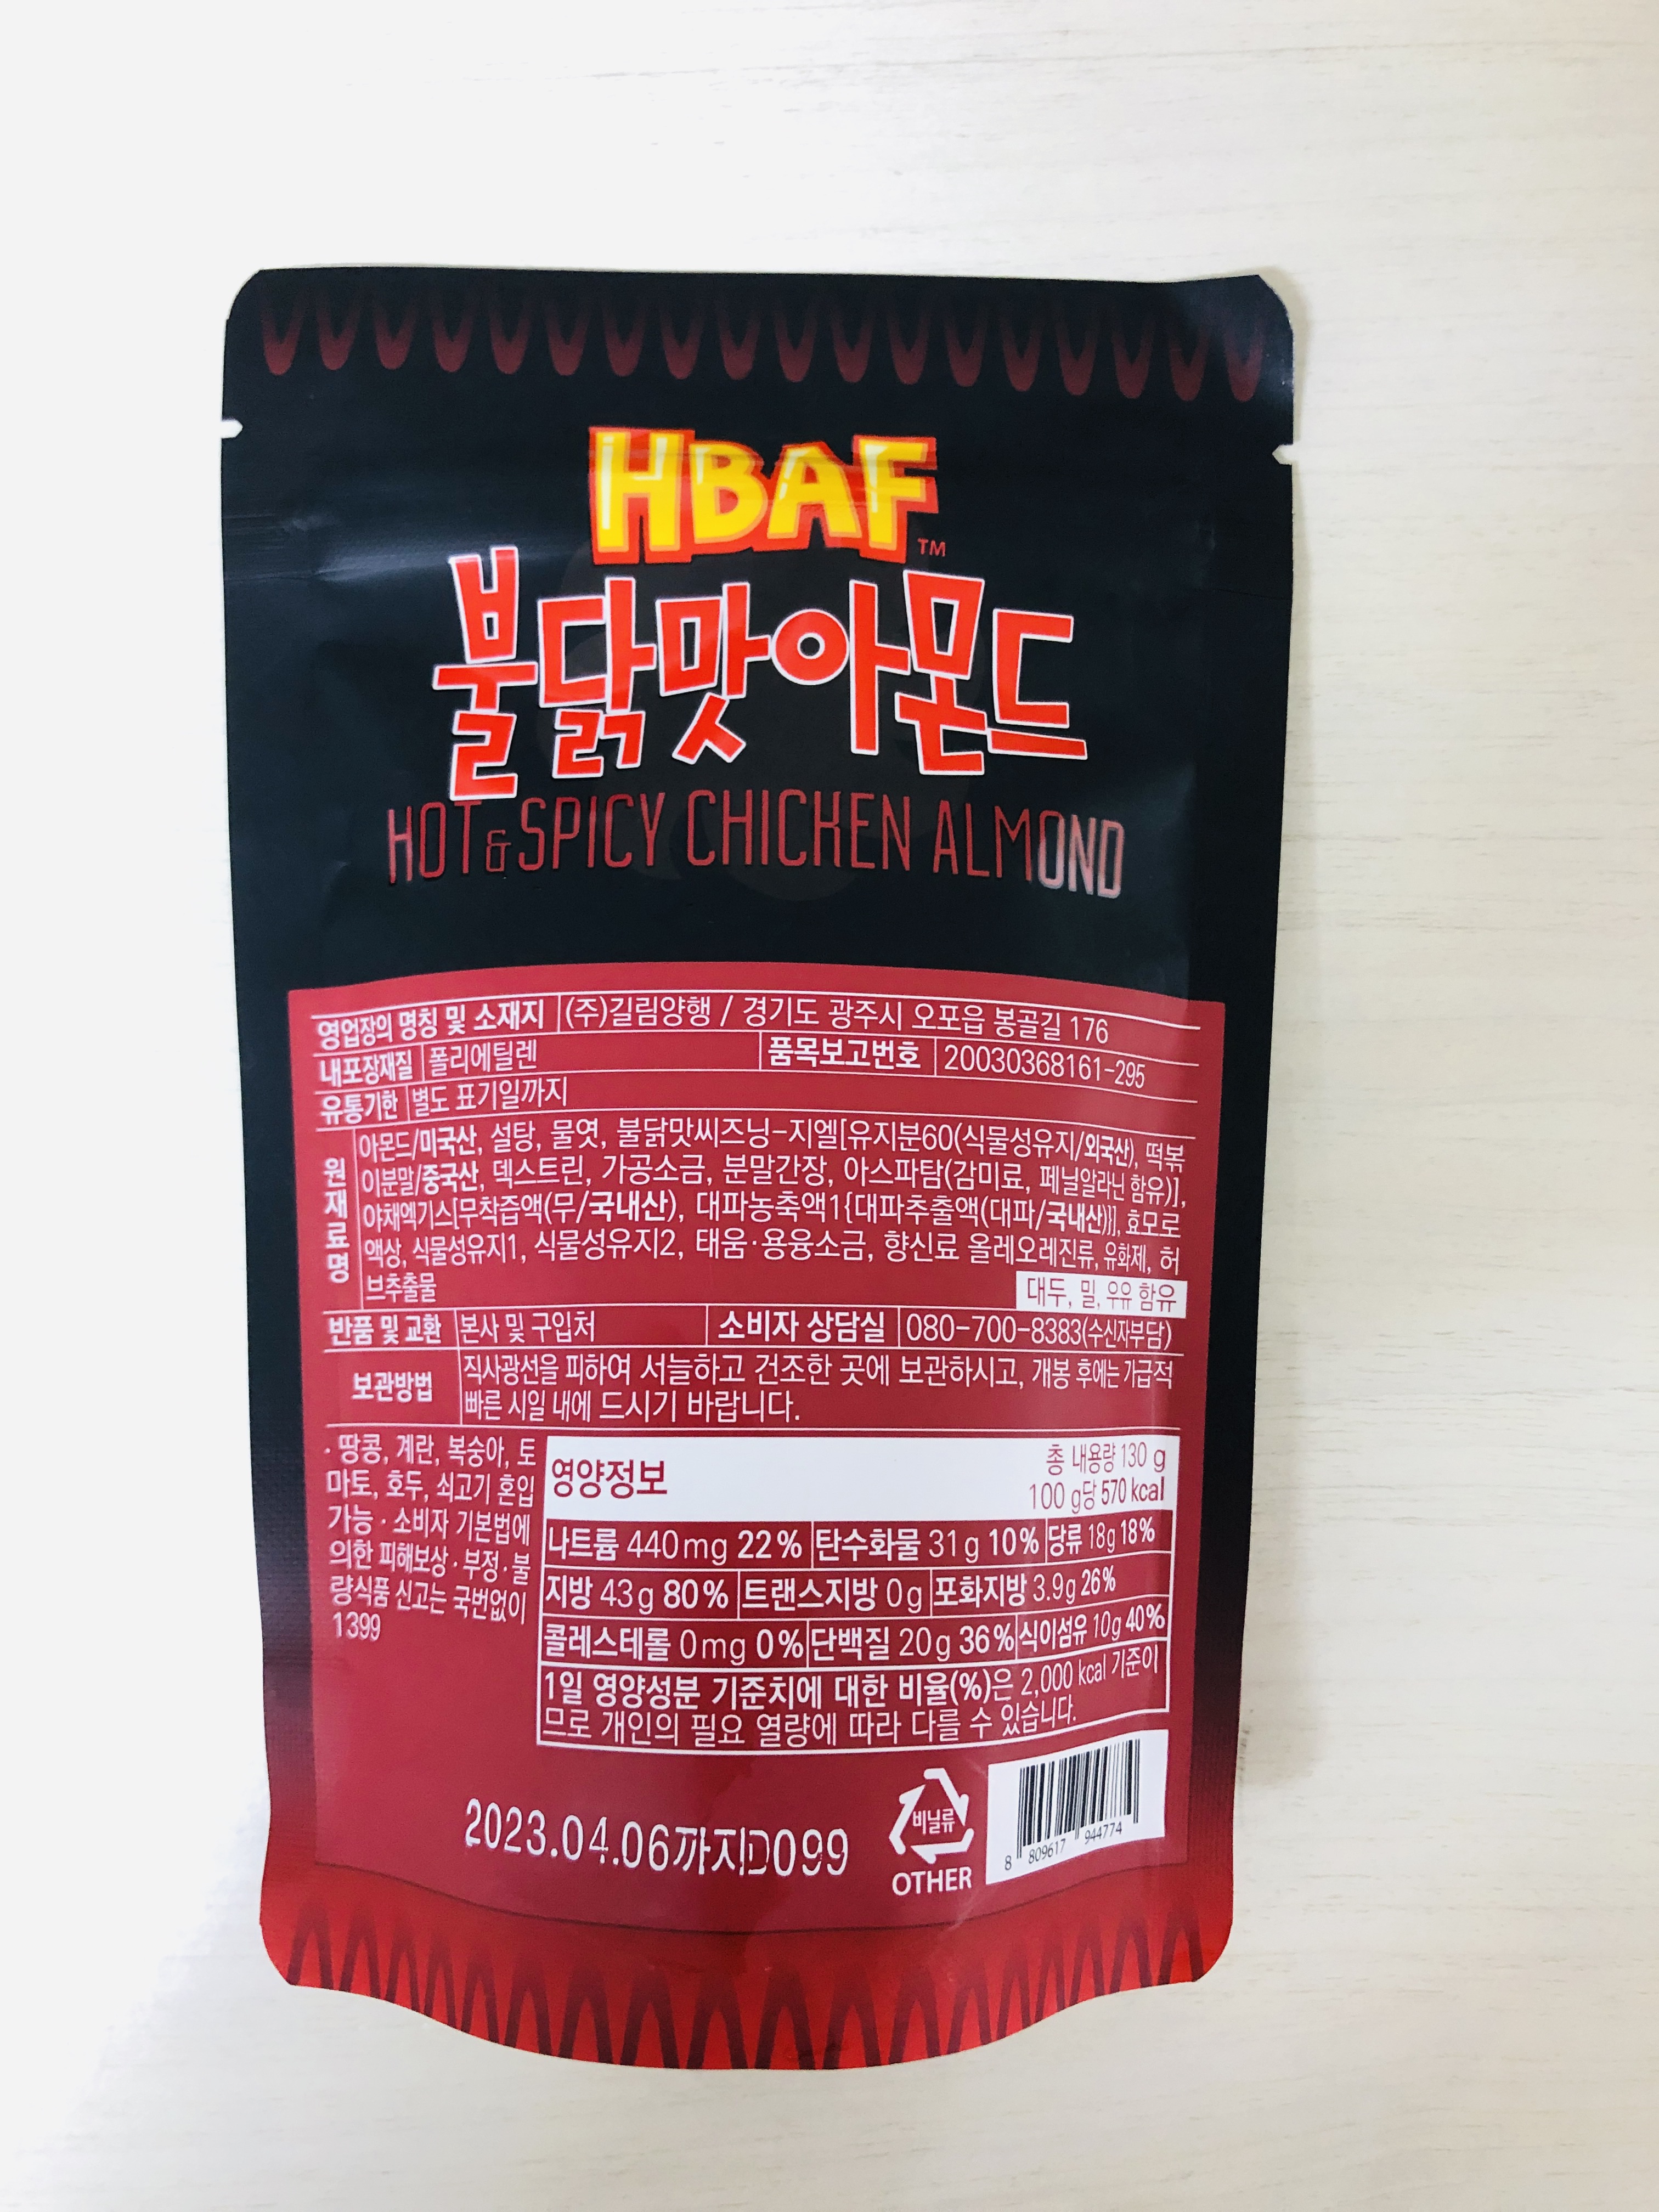 HBAF™
불닭맛아몬드
HOT & SPICY CHICKEN ALMOND
영업장의 명칭 및 소재지 (주)길림양행 / 경기도 광주시 오포읍 봉골길 176
내포장재질 폴리에틸렌 품목보고번호 20030368161-295
유통기한 별도 표기일까지
원재료명
아몬드/미국산, 설탕, 물엿, 불닭맛씨즈닝-지엘[유지분60(식물성유지/외국산), 떡볶
이분말/중국산, 덱스트린, 가공소금, 분말간장, 아스파탐(감미료, 페닐알라닌 함유)],
야채엑기스[무착즙액(무/국내산), 대파농축액1{대파추출액(대파/국내산)}], 효모로
액상, 식물성유지1, 식물성유지2, 태움·용융소금, 향신료 올레오레진류, 유화제, 허
브추출물
대두, 밀, 우유 함유
반품 및 교환 본사 및 구입처 소비자 상담실 080-700-8383(수신자부담)
보관방법 직사광선을 피하여 서늘하고 건조한 곳에 보관하시고, 개봉 후에는 가급적
빠른 시일 내에 드시기 바랍니다.
· 땅콩, 계란, 복숭아, 토
마토, 호두, 쇠고기 혼입
가능 · 소비자 기본법에
의한 피해보상 · 부정·불
량식품 신고는 국번없이
1399
영양정보
총 내용량 130 g
100 g당 570 kcal
나트륨 440mg 22% 탄수화물 31g 10% 당류 18g 18%
지방 43g 80% 트랜스지방 0g 포화지방 3.9g 26%
콜레스테롤 0mg 0% 단백질 20g 36% 식이섬유 10g 40%
1일 영양성분 기준치에 대한 비율(%)은 2,000 kcal 기준이
므로 개인의 필요 열량에 따라 다를 수 있습니다.
2023.04.06까지D099
비닐류
OTHER
8 809617 944774